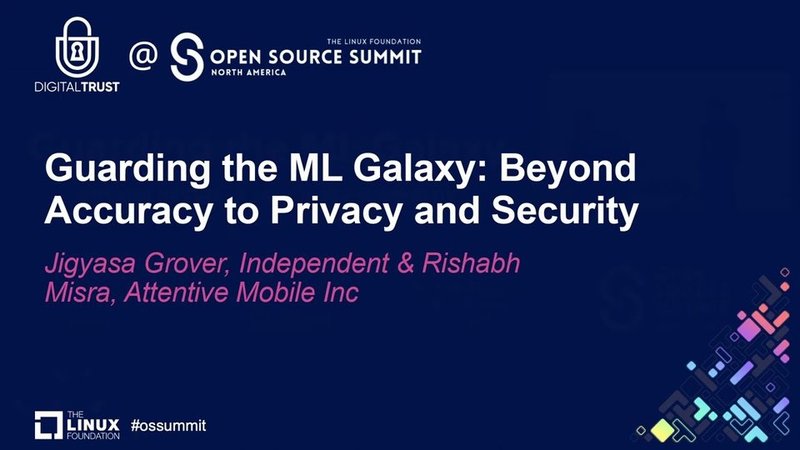 DIGITALTRUST
@
THE LINUX FOUNDATION
OPEN SOURCE SUMMIT
NORTH AMERICA
Guarding the ML Galaxy: Beyond
Accuracy to Privacy and Security
Jigyasa Grover, Independent & Rishabh
Misra, Attentive Mobile Inc
THE
LINUX
FOUNDATION
#ossummit